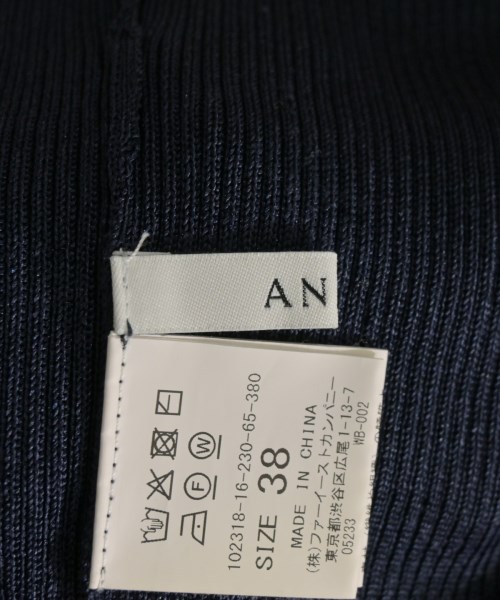 AN
102318-16-230-65-380
SIZE 38
MADE IN CHINA
(株)ファーイーストカンパニー
東京都渋谷区広尾1-13-7
05233 WB-002